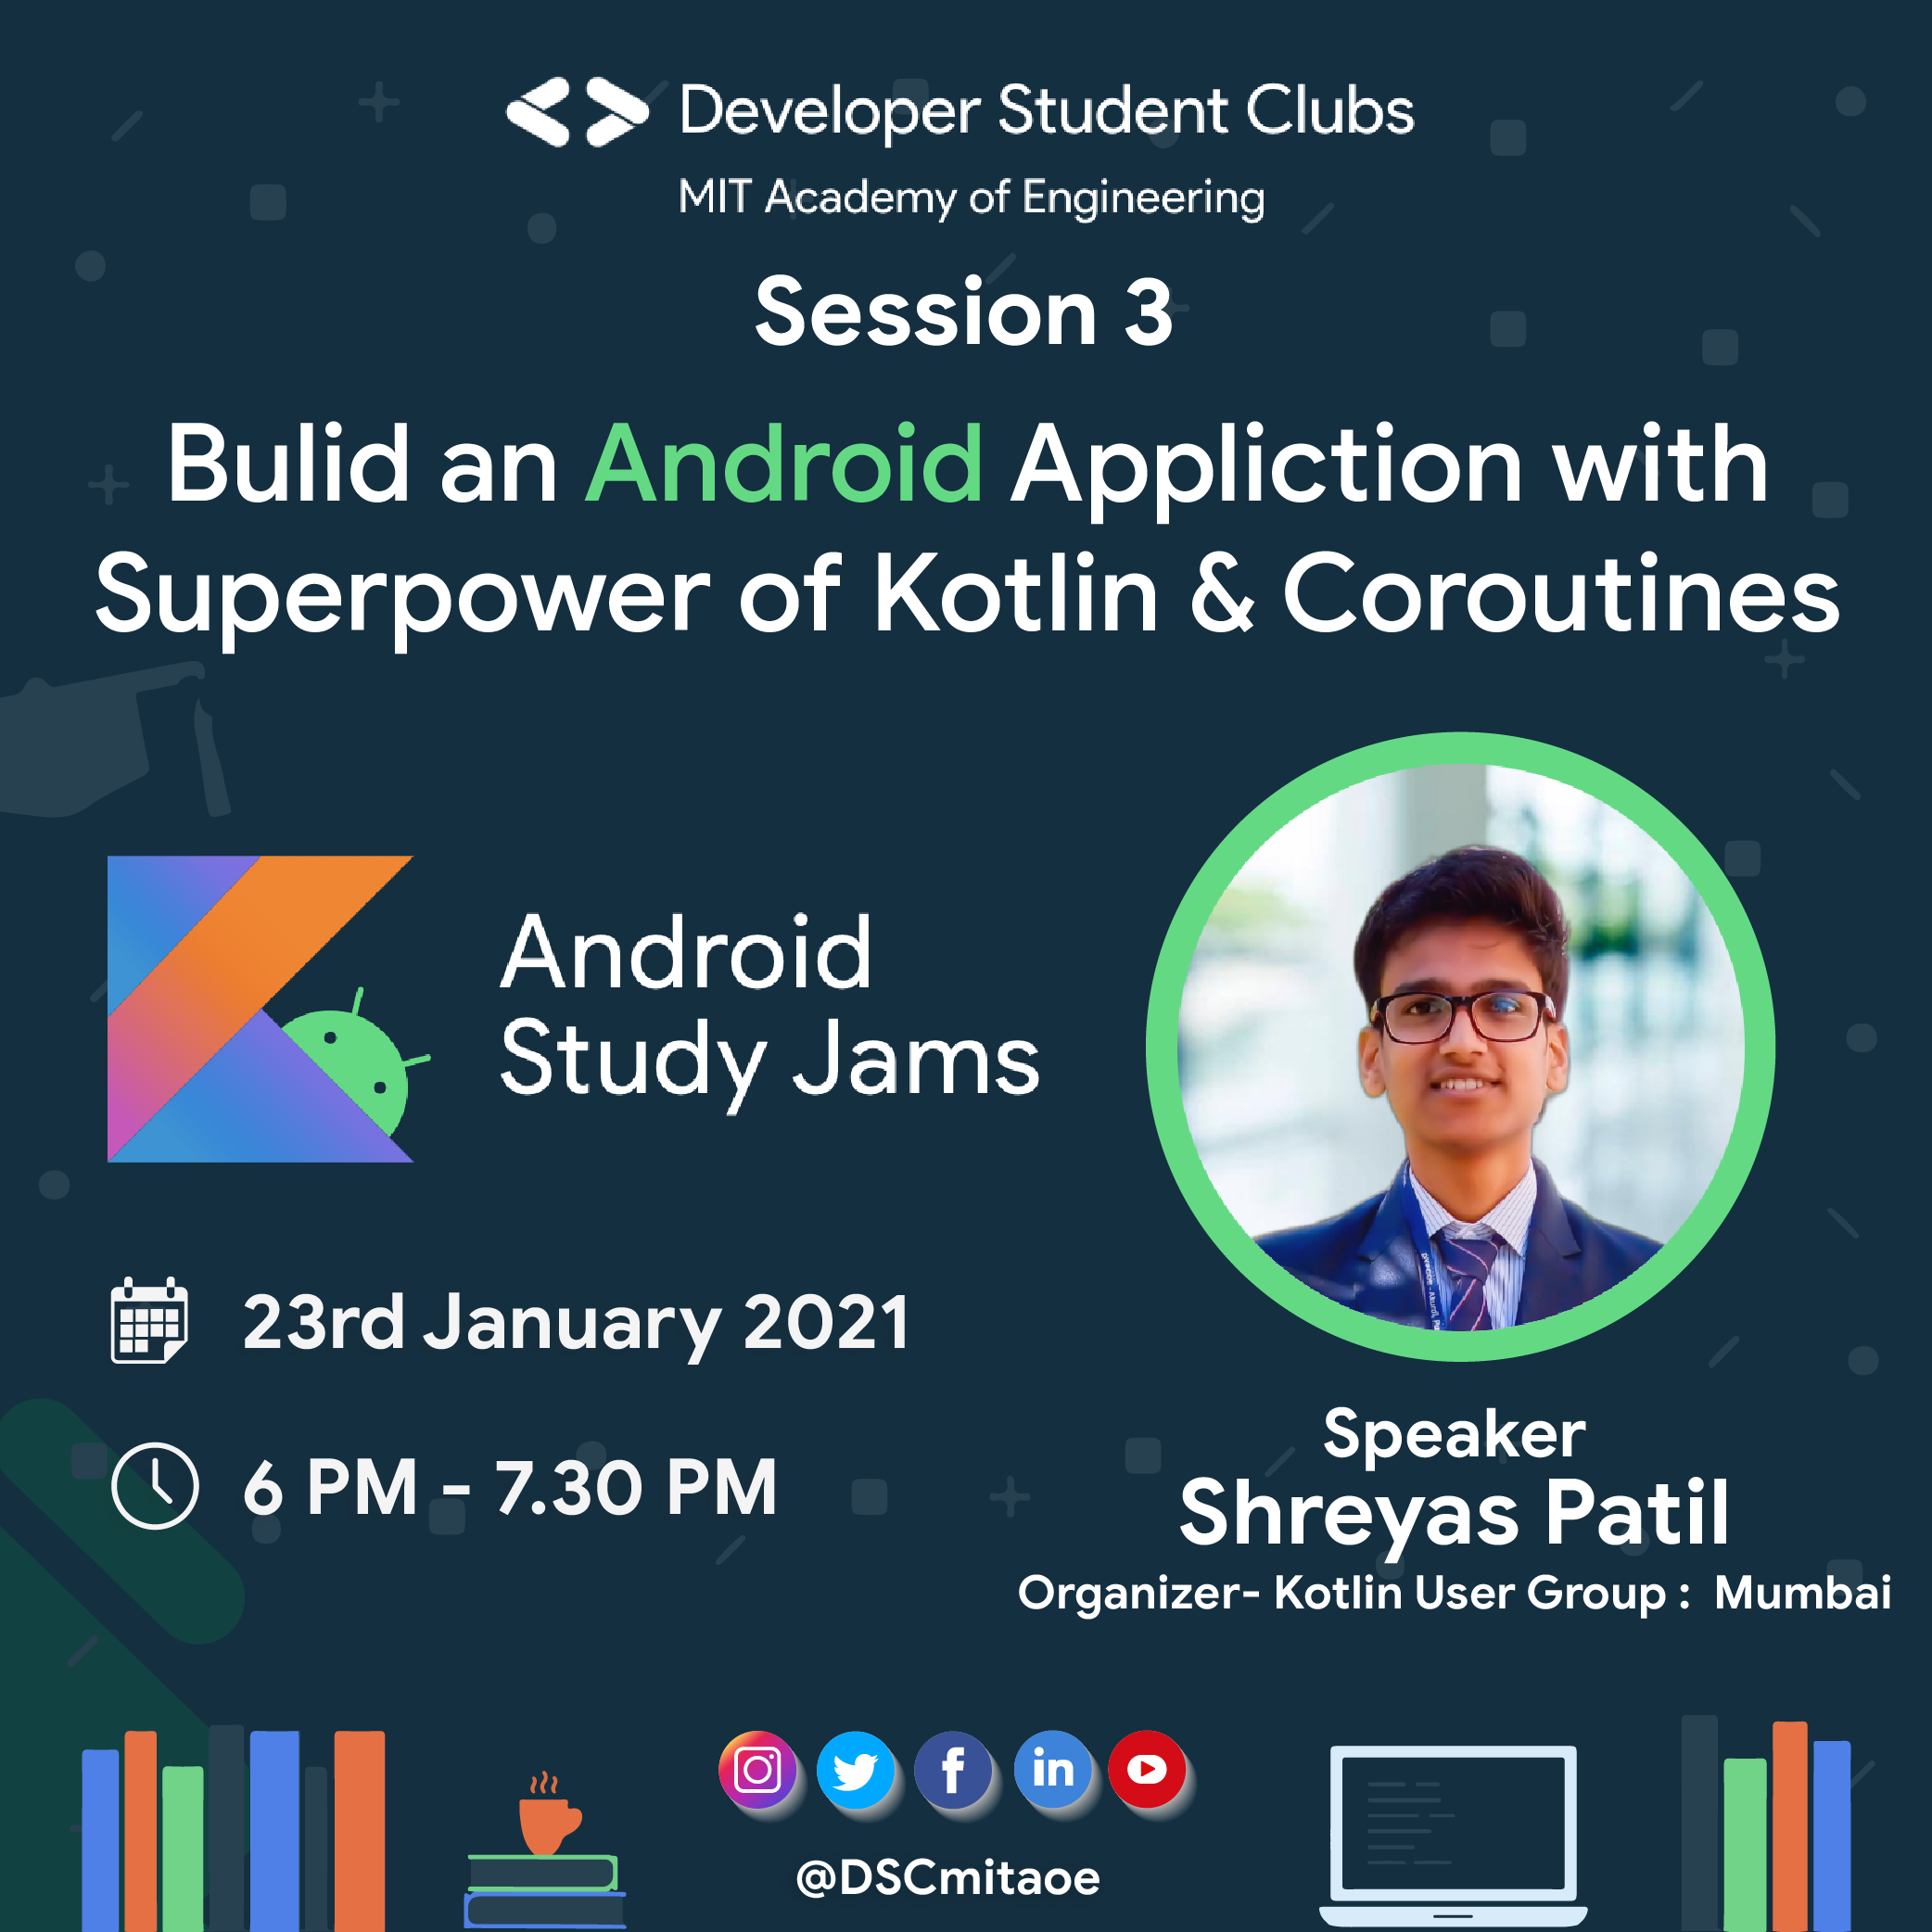 Developer Student Clubs
MIT Academy of Engineering
Session 3
Bulid an Android Appliction with
Superpower of Kotlin & Coroutines
Android
Study Jams
23rd January 2021
6 PM - 7.30 PM
Speaker
Shreyas Patil
Organizer- Kotlin User Group : Mumbai
@DSCmitaoe